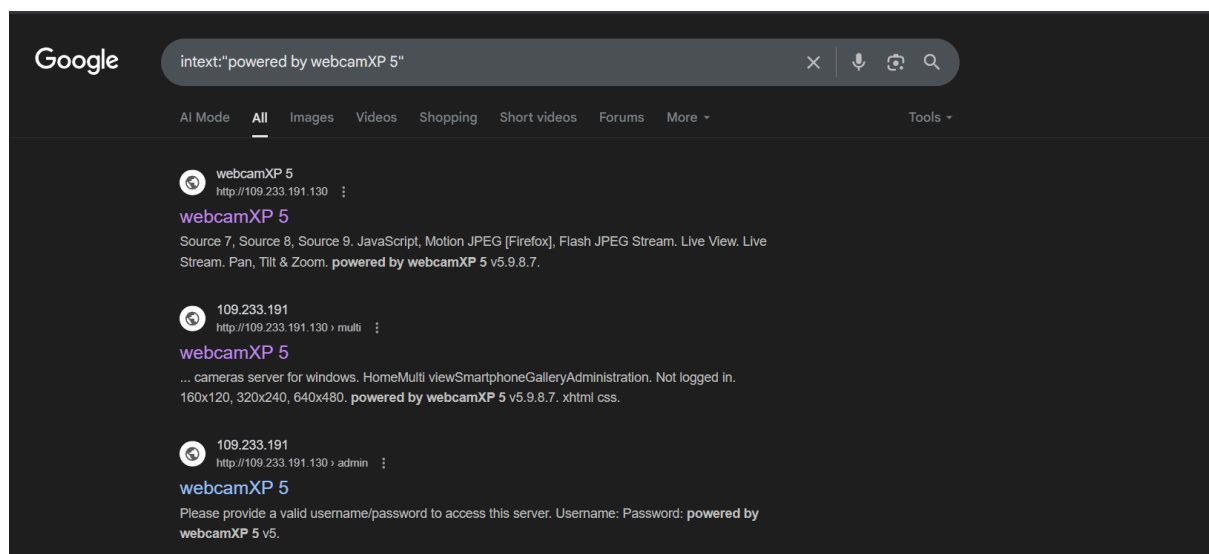 Google
intext:"powered by webcamXP 5"
AI Mode All Images Videos Shopping Short videos Forums More Tools
webcamXP 5
http://109.233.191.130
webcamXP 5
Source 7, Source 8, Source 9. JavaScript, Motion JPEG [Firefox], Flash JPEG Stream. Live View. Live
Stream. Pan, Tilt & Zoom. powered by webcamXP 5 v5.9.8.7.
109.233.191
http://109.233.191.130 › multi
webcamXP 5
... cameras server for windows. HomeMulti viewSmartphoneGalleryAdministration. Not logged in.
160x120, 320x240, 640x480. powered by webcamXP 5 v5.9.8.7. xhtml css.
109.233.191
http://109.233.191.130 › admin
webcamXP 5
Please provide a valid username/password to access this server. Username: Password: powered by
webcamXP 5 v5.